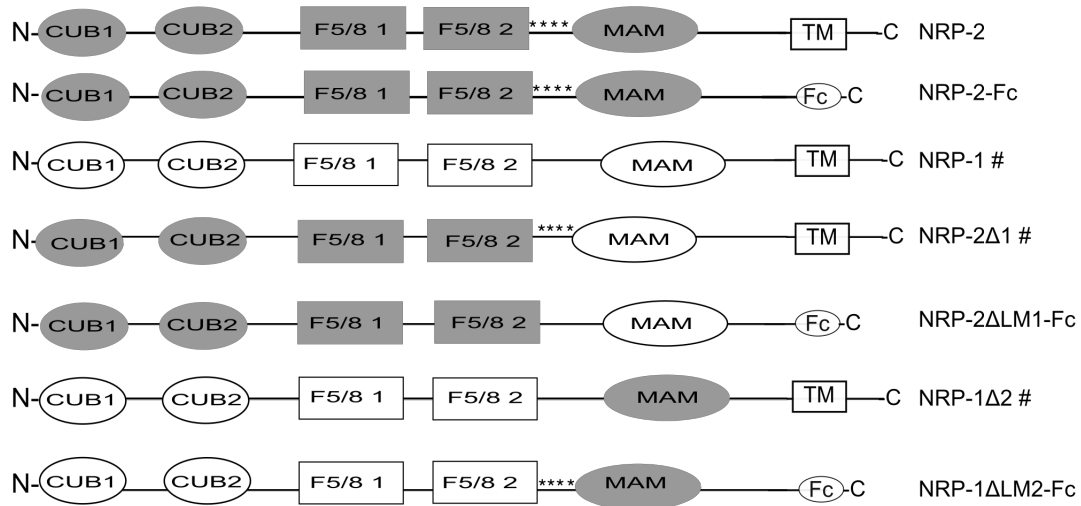 N- CUB1 CUB2 F5/8 1 F5/8 2 **** MAM TM -C NRP-2
N- CUB1 CUB2 F5/8 1 F5/8 2 **** MAM Fc -C NRP-2-Fc
N- CUB1 CUB2 F5/8 1 F5/8 2 MAM TM -C NRP-1 #
N- CUB1 CUB2 F5/8 1 F5/8 2 **** MAM TM -C NRP-2Δ1 #
N- CUB1 CUB2 F5/8 1 F5/8 2 MAM Fc -C NRP-2ΔLM1-Fc
N- CUB1 CUB2 F5/8 1 F5/8 2 MAM TM -C NRP-1Δ2 #
N- CUB1 CUB2 F5/8 1 F5/8 2 **** MAM Fc -C NRP-1ΔLM2-Fc